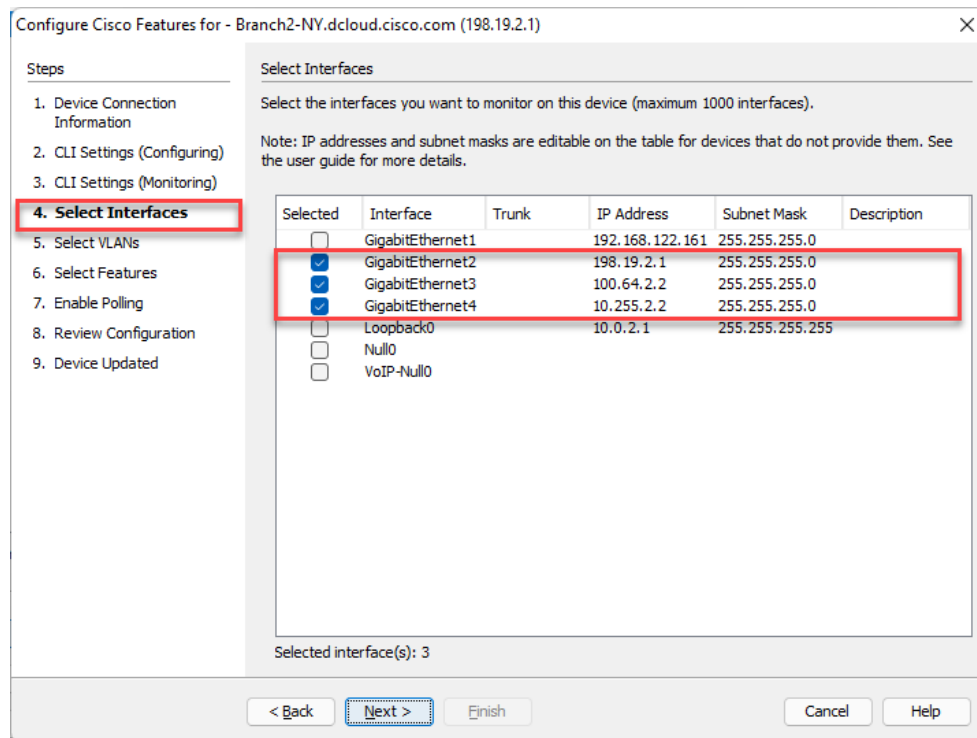 Configure Cisco Features for - Branch2-NY.dcloud.cisco.com (198.19.2.1)
Steps
1. Device Connection
Information
2. CLI Settings (Configuring)
3. CLI Settings (Monitoring)
4. Select Interfaces
5. Select VLANs
6. Select Features
7. Enable Polling
8. Review Configuration
9. Device Updated
Select Interfaces
Select the interfaces you want to monitor on this device (maximum 1000 interfaces).
Note: IP addresses and subnet masks are editable on the table for devices that do not provide them. See
the user guide for more details.
Selected Interface Trunk IP Address Subnet Mask Description
GigabitEthernet1 192.168.122.161 255.255.255.0
GigabitEthernet2 198.19.2.1 255.255.255.0
GigabitEthernet3 100.64.2.2 255.255.255.0
GigabitEthernet4 10.255.2.2 255.255.255.0
Loopback0 10.0.2.1 255.255.255.255
Null0
VoIP-Null0
Selected interface(s): 3
< Back Next > Finish Cancel Help